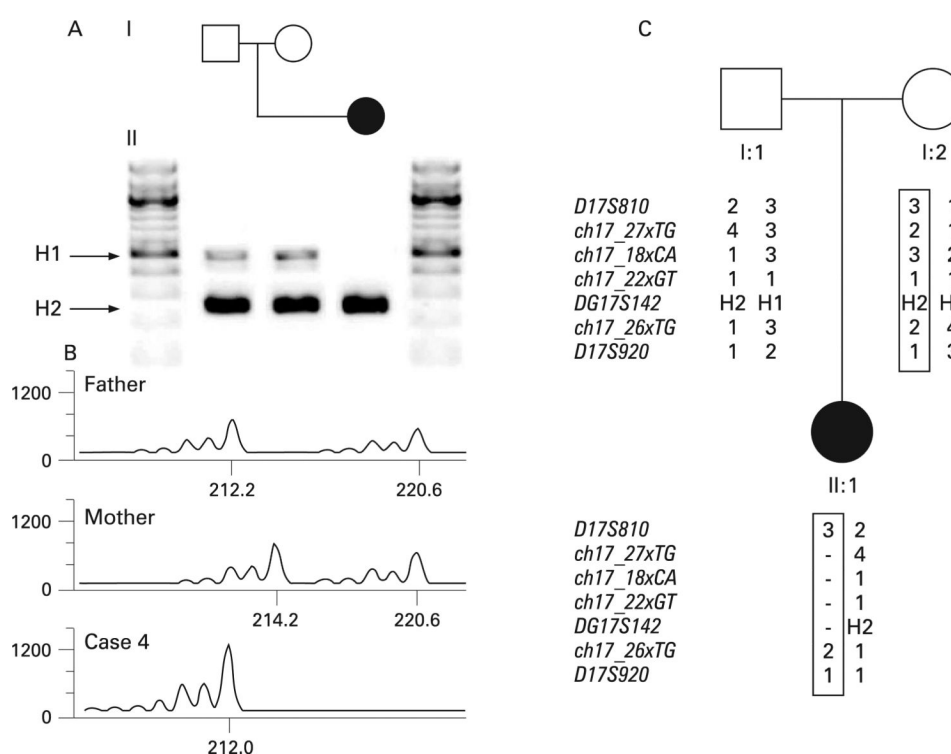 A I
II
H1
H2
B
Father
1200
0
212.2 220.6
Mother
1200
0
214.2 220.6
Case 4
1200
0
212.0
C
I:1 I:2
D17S810 2 3 3
ch17_27xTG 4 3 2
ch17_18xCA 1 3 3
ch17_22xGT 1 1 1
DG17S142 H2 H1 H2
ch17_26xTG 1 3 2
D17S920 1 2 1
II:1
D17S810 3 2
ch17_27xTG - 4
ch17_18xCA - 1
ch17_22xGT - 1
DG17S142 - H2
ch17_26xTG 2 1
D17S920 1 1